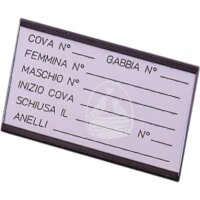 COVA N° GABBIA N°
FEMMINA N°
MASCHIO N°
INIZIO COVA
SCHIUSA IL
ANELLI N°